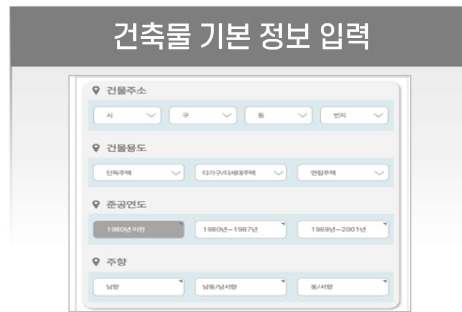 건축물 기본 정보 입력
건물주소
시 구 동 번지
건물용도
단독주택 다가구/다세대주택 연립주택
준공연도
1980년 이전 1980년~1987년 1988년~2001년
주향
남향 남동/남서향 동/서향